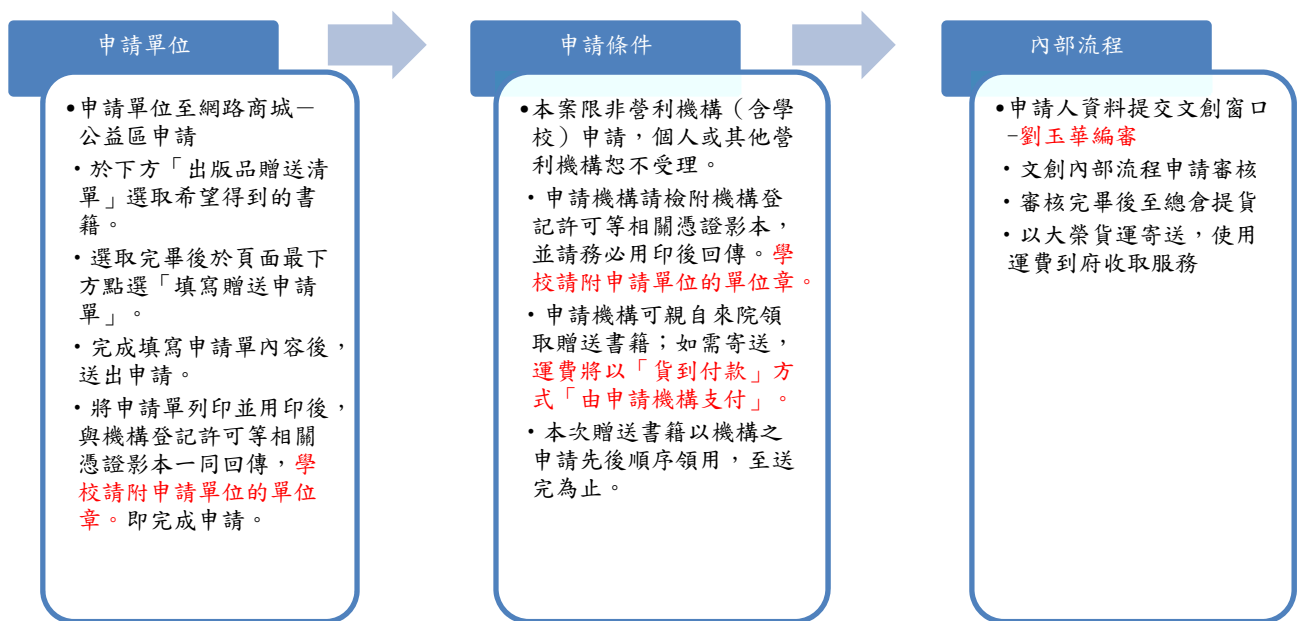 申請單位
•申請單位至網路商城－
公益區申請
・於下方「出版品贈送清
單」選取希望得到的書
籍。
・選取完畢後於頁面最下
方點選「填寫贈送申請
單」。
・完成填寫申請單內容後，
送出申請。
・將申請單列印並用印後，
與機構登記許可等相關
憑證影本一同回傳，學
校請附申請單位的單位
章。即完成申請。
申請條件
•本案限非營利機構（含學
校）申請，個人或其他營
利機構恕不受理。
・申請機構請檢附機構登
記許可等相關憑證影本，
並請務必用印後回傳。學
校請附申請單位的單位章。
・申請機構可親自來院領
取贈送書籍；如需寄送，
運費將以「貨到付款」方
式「由申請機構支付」。
・本次贈送書籍以機構之
申請先後順序領用，至送
完為止。
內部流程
•申請人資料提交文創窗口
-劉玉華編審
・文創內部流程申請審核
・審核完畢後至總倉提貨
・以大榮貨運寄送，使用
運費到府收取服務